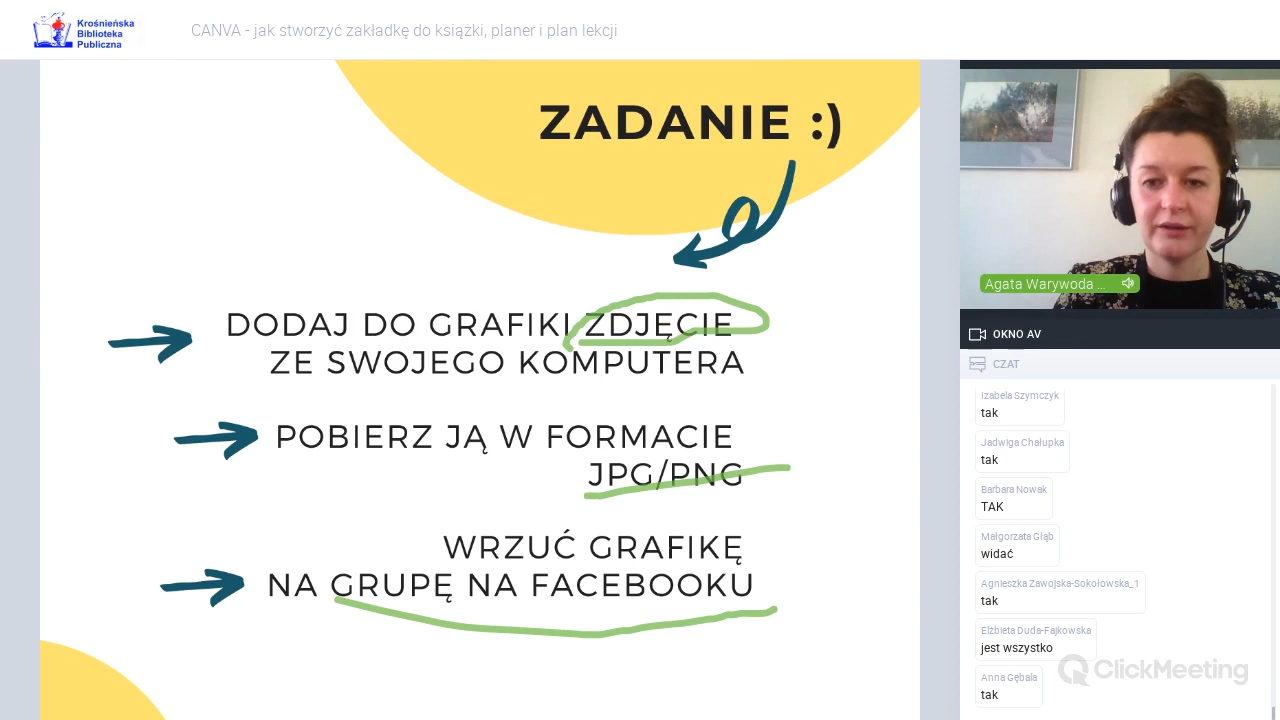 Krośnieńska
Biblioteka
Publiczna
CANVA - jak stworzyć zakładkę do książki, planer i plan lekcji
ZADANIE :)
DODAJ DO GRAFIKI ZDJĘCIE
ZE SWOJEGO KOMPUTERA
POBIERZ JĄ W FORMACIE
JPG/PNG
WRZUĆ GRAFIKĘ
NA GRUPĘ NA FACEBOOKU
Agata Warywoda ...
OKNO AV
CZAT
Izabela Szymczyk
tak
Jadwiga Chałupka
tak
Barbara Nowak
TAK
Małgorzata Głąb
widać
Agnieszka Zawojska-Sokołowska_1
tak
Elżbieta Duda-Fajkowska
jest wszystko
Anna Gębala
tak
ClickMeeting